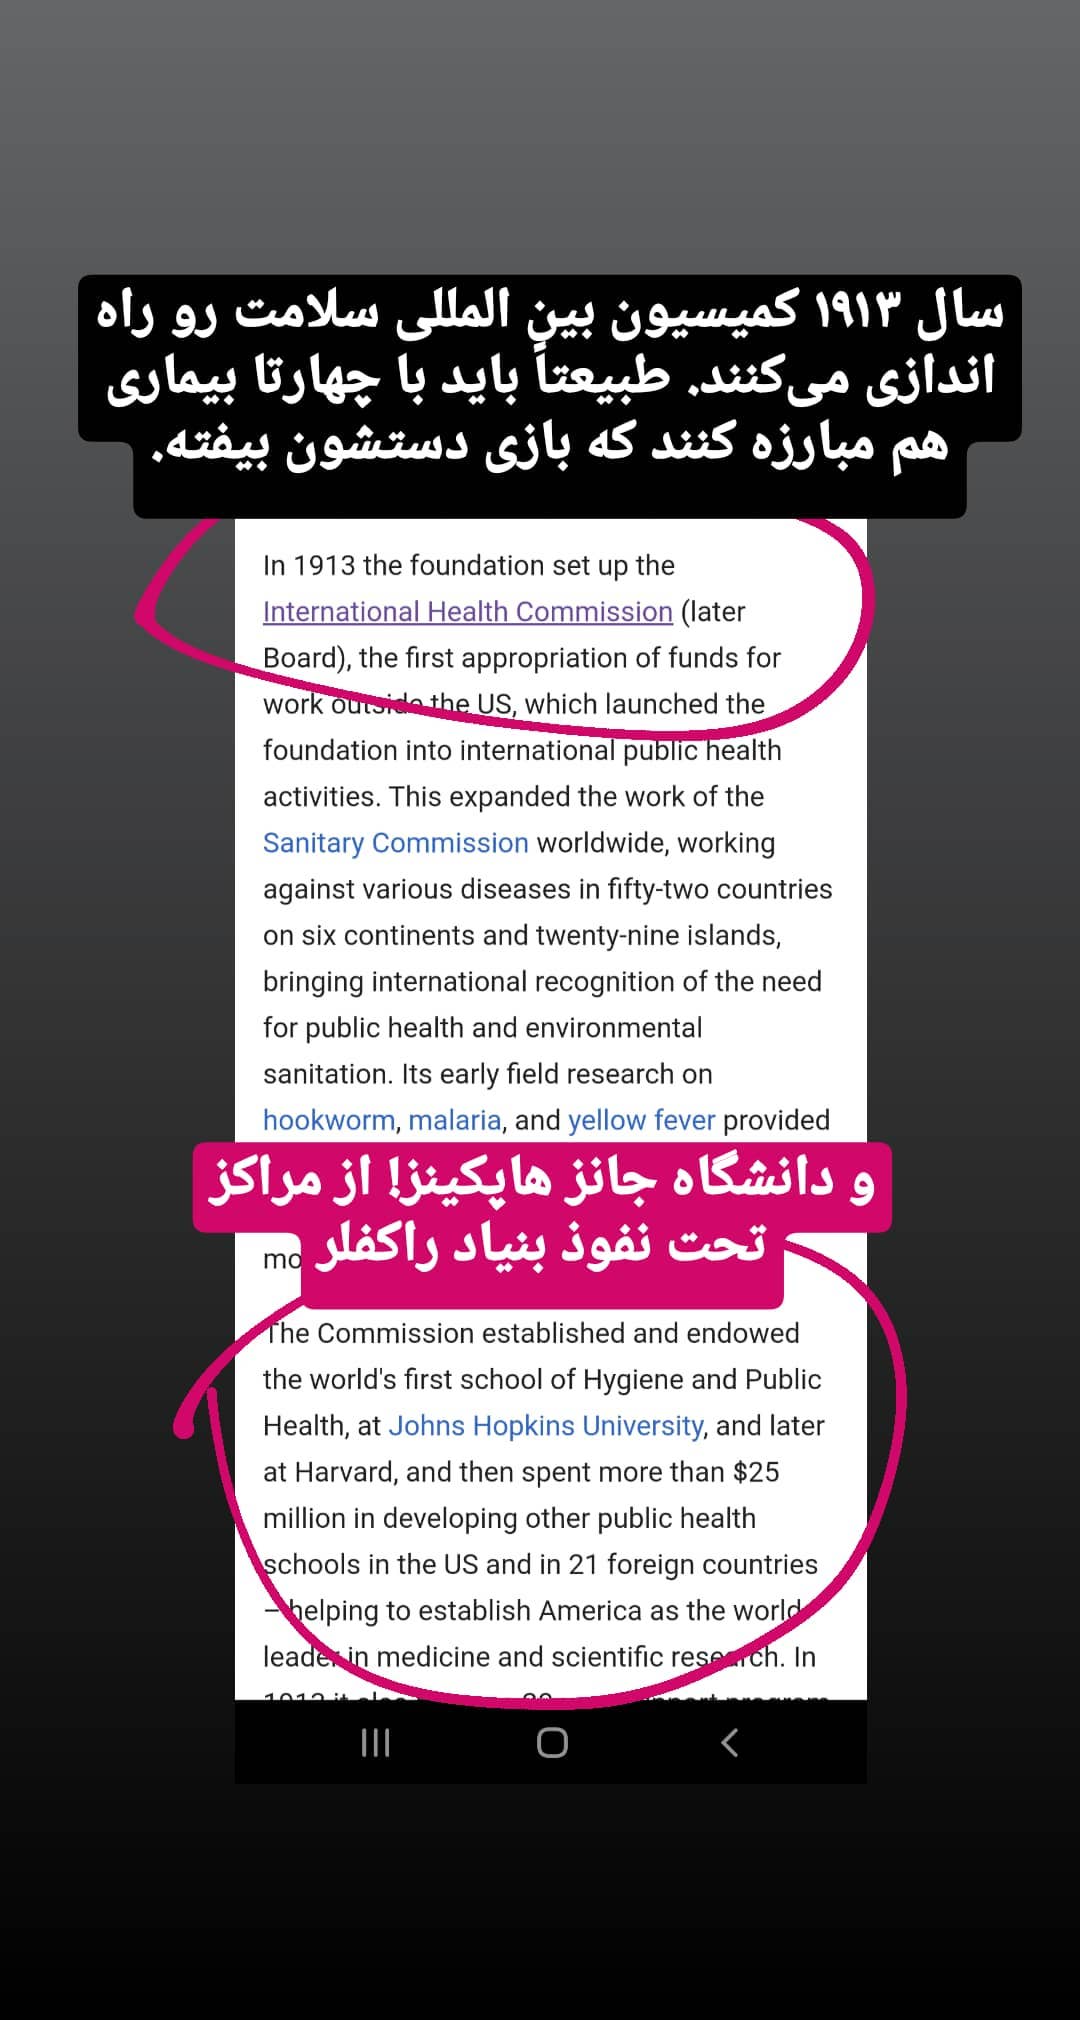 سال ۱۹۱۳ کمیسیون بین المللی سلامت رو راه
اندازی می‌کنند. طبیعتاً باید با چهارتا بیماری
هم مبارزه کنند که بازی دستشون بیفته.
In 1913 the foundation set up the
International Health Commission (later
Board), the first appropriation of funds for
work outside the US, which launched the
foundation into international public health
activities. This expanded the work of the
Sanitary Commission worldwide, working
against various diseases in fifty-two countries
on six continents and twenty-nine islands,
bringing international recognition of the need
for public health and environmental
sanitation. Its early field research on
hookworm, malaria, and yellow fever provided
و دانشگاه جانز هاپکینز! از مراکز
تحت نفوذ بنیاد راکفلر
mo
The Commission established and endowed
the world's first school of Hygiene and Public
Health, at Johns Hopkins University, and later
at Harvard, and then spent more than $25
million in developing other public health
schools in the US and in 21 foreign countries
– helping to establish America as the world
leader in medicine and scientific research. In